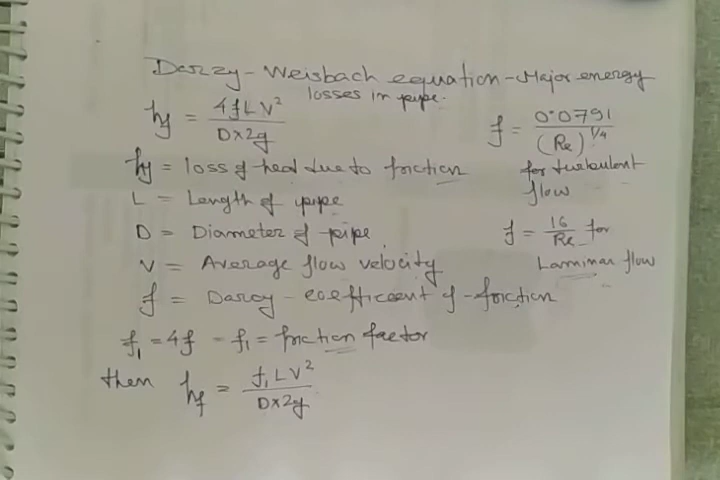 Darzy - Weisbach equation - Major energy
losses in pipe.
hf = 4fLV² / D×2g
f = 0.0791 / (Re)^1/4
for turbulent
flow
hf = loss of head due to friction
L = Length of pipe
D = Diameter of pipe
f = 16/Re for
Laminar flow
V = Average flow velocity
f = Darcy - coefficient of - friction
f₁ = 4f - f₁ = friction factor
then hf = f₁LV² / D×2g